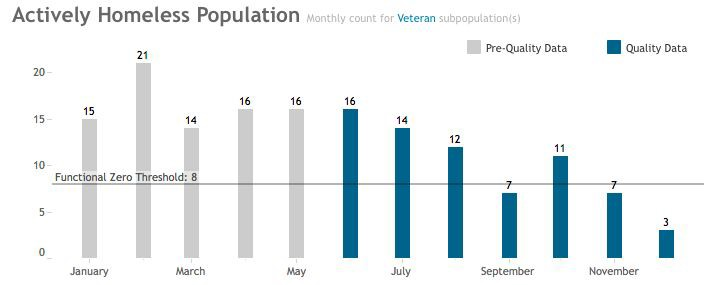 Actively Homeless Population Monthly count for Veteran subpopulation(s)
Pre-Quality Data Quality Data
21
20
15 16 16 16
15 14 14
12
11
10
Functional Zero Threshold: 8
7 7
5
3
0
January March May July September November